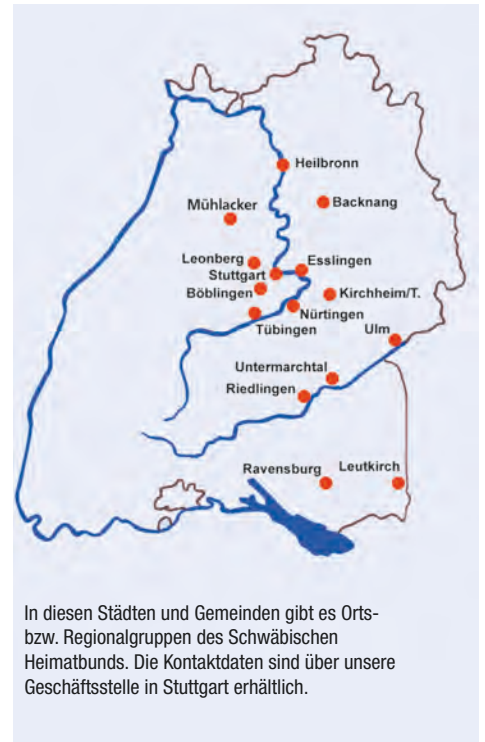 Heilbronn
Backnang
Mühlacker
Leonberg
Esslingen
Stuttgart
Böblingen
Kirchheim/T.
Nürtingen
Tübingen
Ulm
Untermarchtal
Riedlingen
Ravensburg
Leutkirch
In diesen Städten und Gemeinden gibt es Orts-
bzw. Regionalgruppen des Schwäbischen
Heimatbunds. Die Kontaktdaten sind über unsere
Geschäftsstelle in Stuttgart erhältlich.